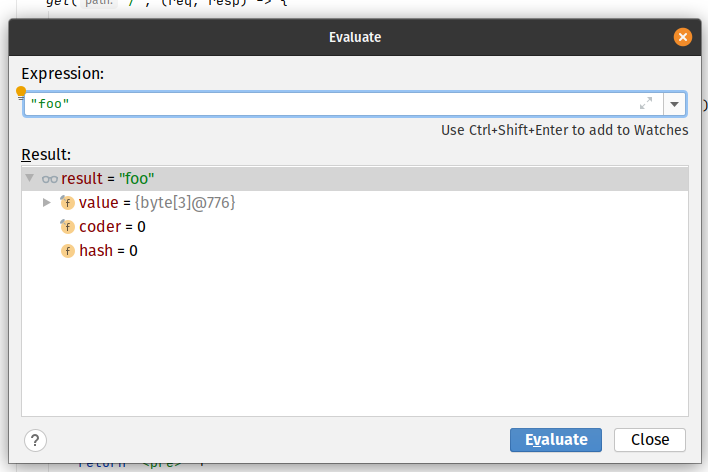 get( path: "/", (req, resp) -> {
Evaluate
Expression:
"foo"
)
Use Ctrl+Shift+Enter to add to Watches
Result:
result = "foo"
f value = {byte[3]@776}
f coder = 0
f hash = 0
? Evaluate Close
return "<pre>" +